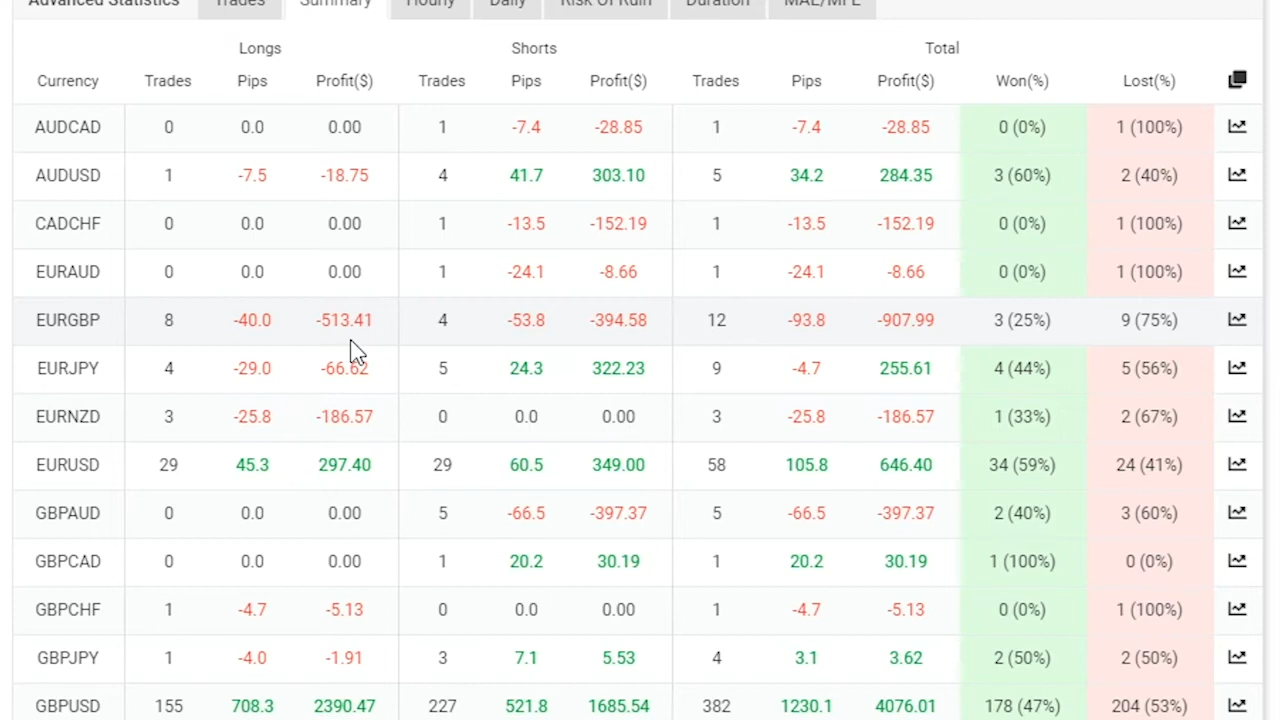 Advanced Statistics Trades Summary Hourly Daily Risk Of Ruin Duration MAE/MFE
Longs Shorts Total
Currency Trades Pips Profit($) Trades Pips Profit($) Trades Pips Profit($) Won(%) Lost(%)
AUDCAD 0 0.0 0.00 1 -7.4 -28.85 1 -7.4 -28.85 0 (0%) 1 (100%)
AUDUSD 1 -7.5 -18.75 4 41.7 303.10 5 34.2 284.35 3 (60%) 2 (40%)
CADCHF 0 0.0 0.00 1 -13.5 -152.19 1 -13.5 -152.19 0 (0%) 1 (100%)
EURAUD 0 0.0 0.00 1 -24.1 -8.66 1 -24.1 -8.66 0 (0%) 1 (100%)
EURGBP 8 -40.0 -513.41 4 -53.8 -394.58 12 -93.8 -907.99 3 (25%) 9 (75%)
EURJPY 4 -29.0 -66.62 5 24.3 322.23 9 -4.7 255.61 4 (44%) 5 (56%)
EURNZD 3 -25.8 -186.57 0 0.0 0.00 3 -25.8 -186.57 1 (33%) 2 (67%)
EURUSD 29 45.3 297.40 29 60.5 349.00 58 105.8 646.40 34 (59%) 24 (41%)
GBPAUD 0 0.0 0.00 5 -66.5 -397.37 5 -66.5 -397.37 2 (40%) 3 (60%)
GBPCAD 0 0.0 0.00 1 20.2 30.19 1 20.2 30.19 1 (100%) 0 (0%)
GBPCHF 1 -4.7 -5.13 0 0.0 0.00 1 -4.7 -5.13 0 (0%) 1 (100%)
GBPJPY 1 -4.0 -1.91 3 7.1 5.53 4 3.1 3.62 2 (50%) 2 (50%)
GBPUSD 155 708.3 2390.47 227 521.8 1685.54 382 1230.1 4076.01 178 (47%) 204 (53%)